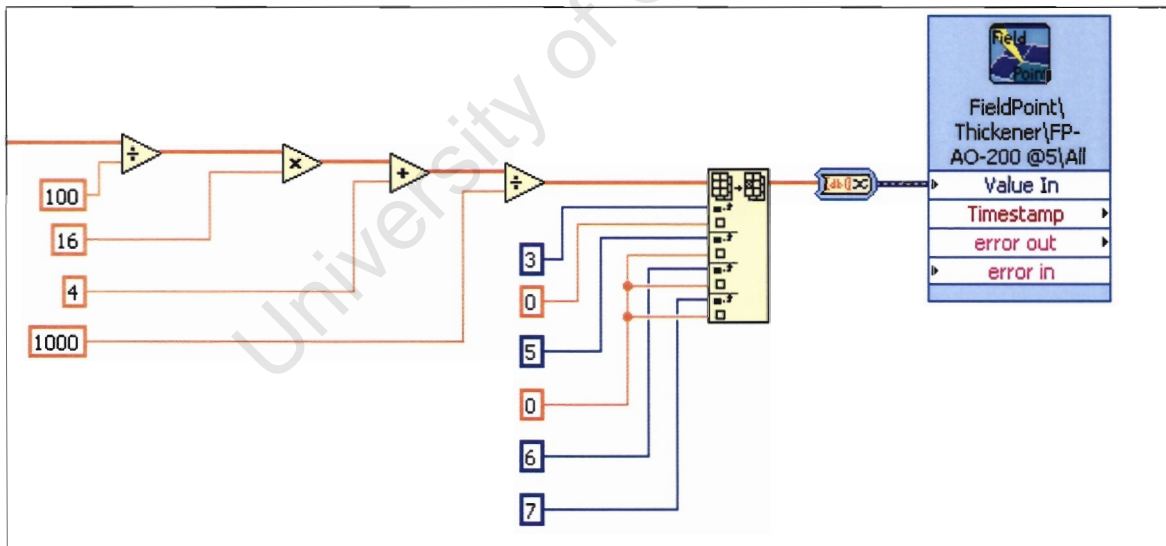 University of C
Field
Point
FieldPoint\
Thickener\FP-
AO-200 @5\All
Value In
Timestamp
error out
error in
100
16
4
1000
3
0
5
0
6
7
[dbl]